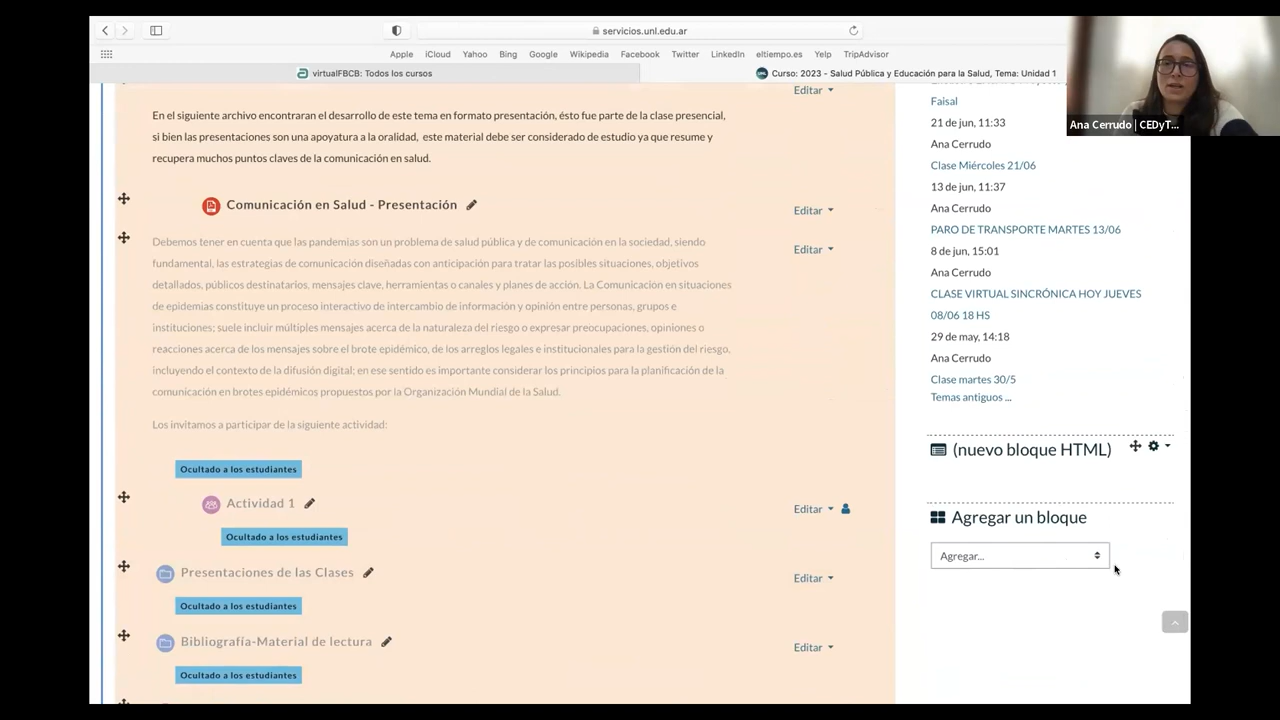 servicios.unl.edu.ar
Apple iCloud Yahoo Bing Google Wikipedia Facebook Twitter LinkedIn eltiempo.es Yelp TripAdvisor
virtualFBCB: Todos los cursos
Curso: 2023 - Salud Pública y Educación para la Salud, Tema: Unidad 1
Ana Cerrudo | CEDyT...
Editar
En el siguiente archivo encontraran el desarrollo de este tema en formato presentación, ésto fue parte de la clase presencial,
si bien las presentaciones son una apoyatura a la oralidad, este material debe ser considerado de estudio ya que resume y
recupera muchos puntos claves de la comunicación en salud.
Comunicación en Salud - Presentación
Editar
Debemos tener en cuenta que las pandemias son un problema de salud pública y de comunicación en la sociedad, siendo
Editar
fundamental, las estrategias de comunicación diseñadas con anticipación para tratar las posibles situaciones, objetivos
detallados, públicos destinatarios, mensajes clave, herramientas o canales y planes de acción. La Comunicación en situaciones
de epidemias constituye un proceso interactivo de intercambio de información y opinión entre personas, grupos e
instituciones; suele incluir múltiples mensajes acerca de la naturaleza del riesgo o expresar preocupaciones, opiniones o
reacciones acerca de los mensajes sobre el brote epidémico, de los arreglos legales e institucionales para la gestión del riesgo,
incluyendo el contexto de la difusión digital; en ese sentido es importante considerar los principios para la planificación de la
comunicación en brotes epidémicos propuestos por la Organización Mundial de la Salud.
Los invitamos a participar de la siguiente actividad:
Ocultado a los estudiantes
Actividad 1
Editar
Ocultado a los estudiantes
Presentaciones de las Clases
Editar
Ocultado a los estudiantes
Bibliografía-Material de lectura
Editar
Ocultado a los estudiantes
Faisal
21 de jun, 11:33
Ana Cerrudo
Clase Miércoles 21/06
13 de jun, 11:37
Ana Cerrudo
PARO DE TRANSPORTE MARTES 13/06
8 de jun, 15:01
Ana Cerrudo
CLASE VIRTUAL SINCRÓNICA HOY JUEVES
08/06 18 HS
29 de may, 14:18
Ana Cerrudo
Clase martes 30/5
Temas antiguos ...
(nuevo bloque HTML)
Agregar un bloque
Agregar...